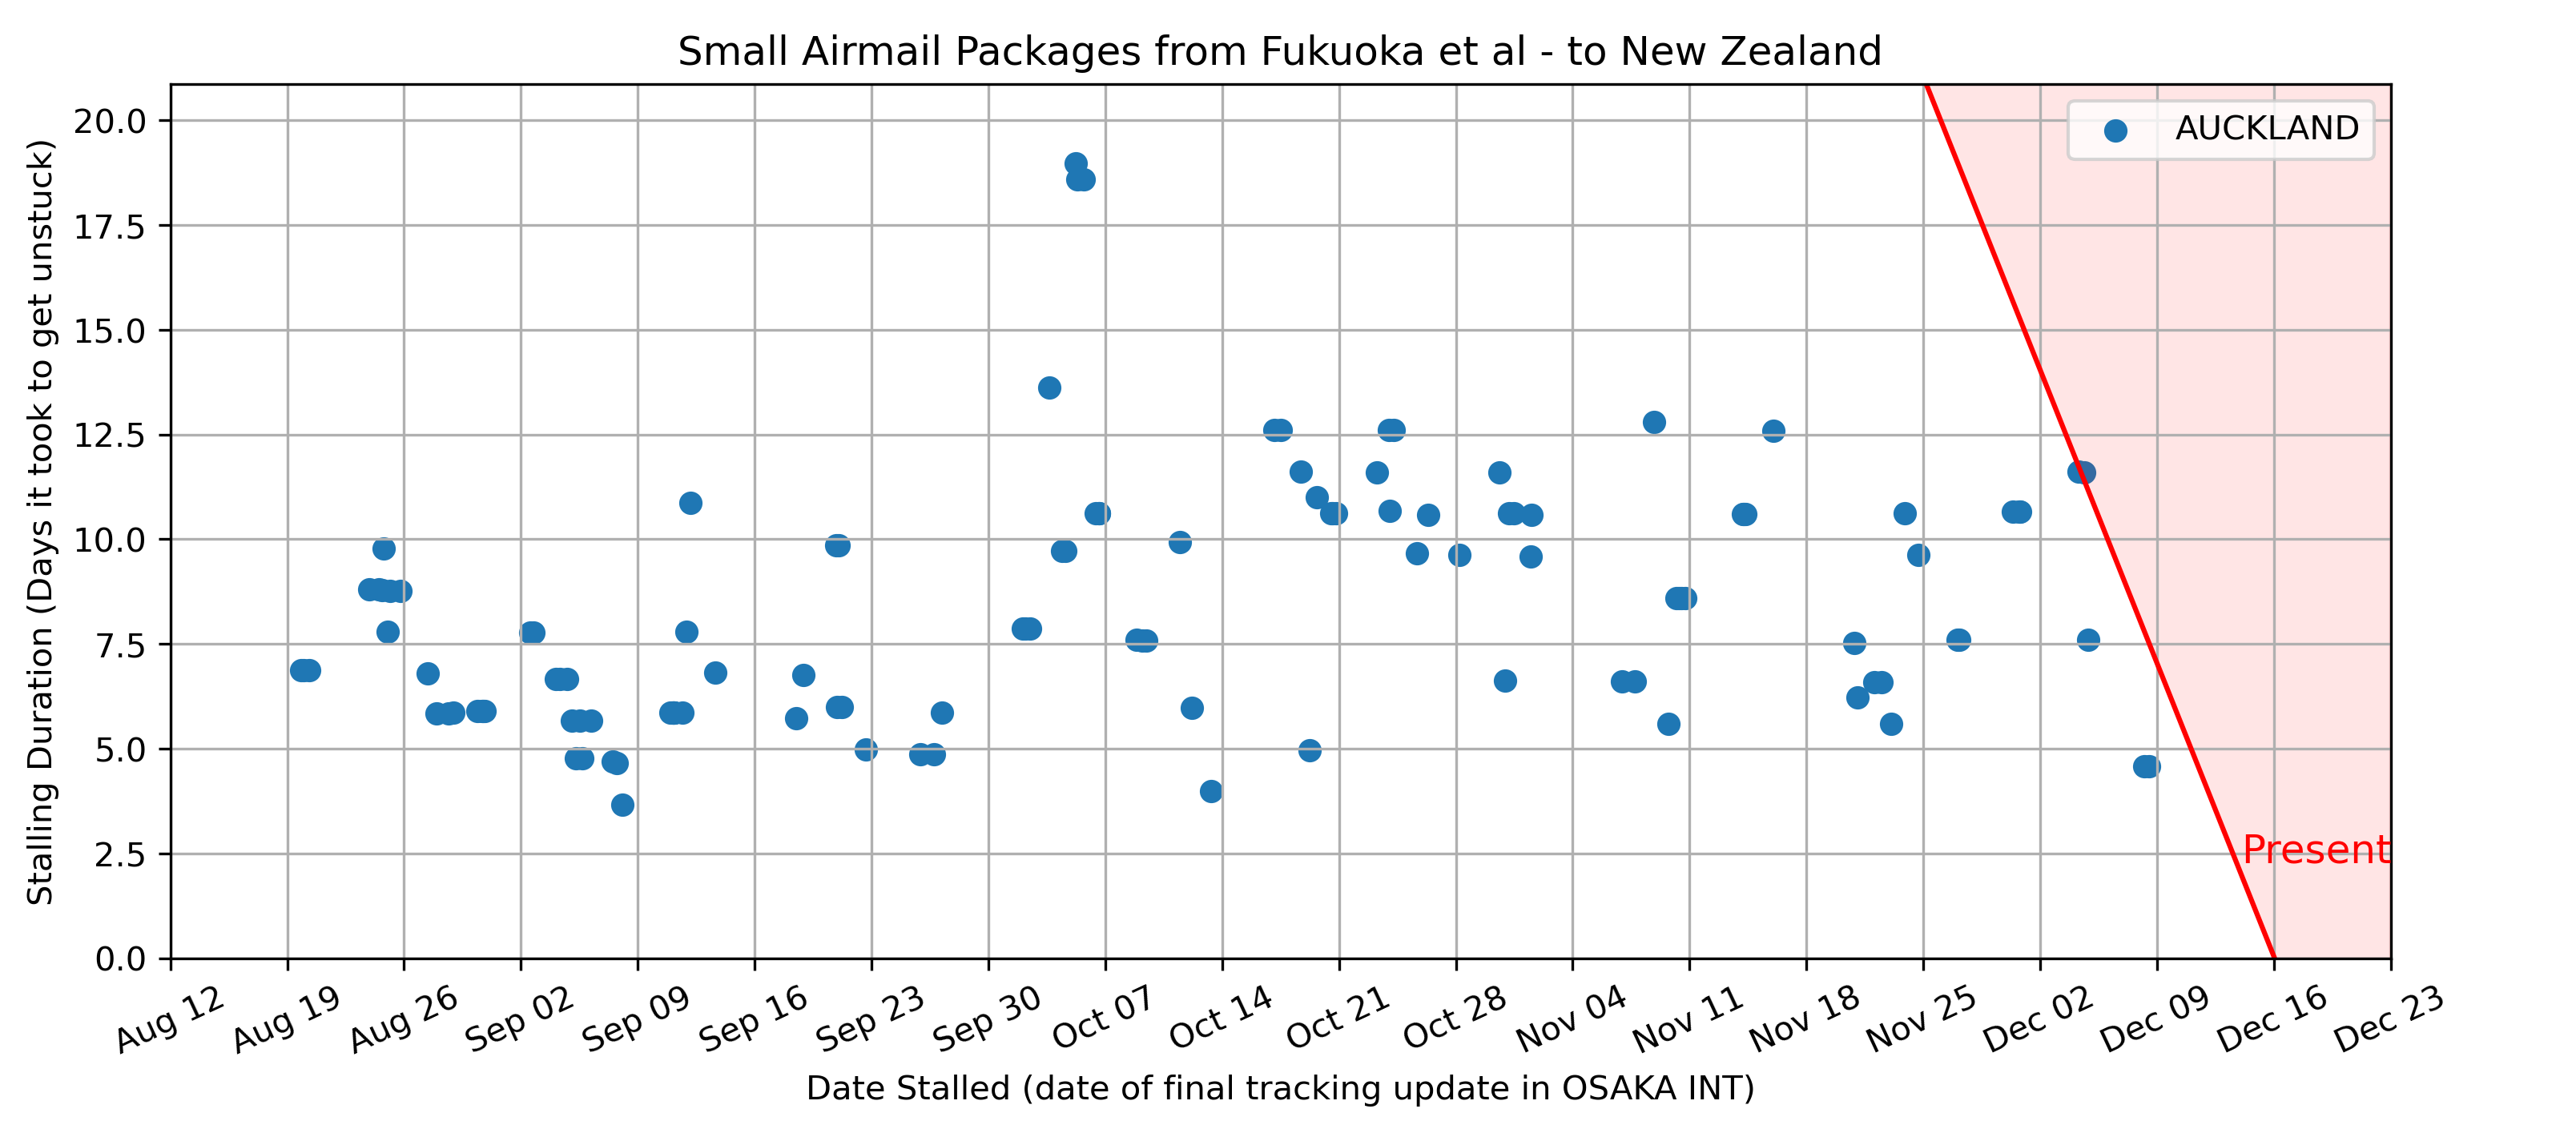 Small Airmail Packages from Fukuoka et al - to New Zealand
Stalling Duration (Days it took to get unstuck)
20.0
17.5
15.0
12.5
10.0
7.5
5.0
2.5
0.0
AUCKLAND
Present
Aug 12
Aug 19
Aug 26
Sep 02
Sep 09
Sep 16
Sep 23
Sep 30
Oct 07
Oct 14
Oct 21
Oct 28
Nov 04
Nov 11
Nov 18
Nov 25
Dec 02
Dec 09
Dec 16
Dec 23
Date Stalled (date of final tracking update in OSAKA INT)